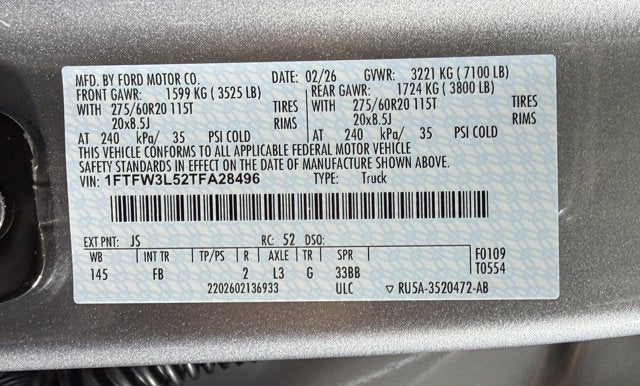 MFD. BY FORD MOTOR CO. DATE: 02/26 GVWR: 3221 KG ( 7100 LB)
FRONT GAWR: 1599 KG ( 3525 LB) REAR GAWR: 1724 KG ( 3800 LB)
WITH 275/60R20 115T TIRES WITH 275/60R20 115T TIRES
20x8.5J RIMS 20x8.5J RIMS
AT 240 kPa/ 35 PSI COLD AT 240 kPa/ 35 PSI COLD
THIS VEHICLE CONFORMS TO ALL APPLICABLE FEDERAL MOTOR VEHICLE
SAFETY STANDARDS IN EFFECT ON THE DATE OF MANUFACTURE SHOWN ABOVE.
VIN: 1FTFW3L52TFA28496 TYPE: Truck
EXT PNT: JS RC: 52 DSO:
WB INT TR TP/PS R AXLE TR SPR F0109
145 FB 2 L3 G 33BB T0554
2202602136933 ULC ▽ RU5A-3520472-AB